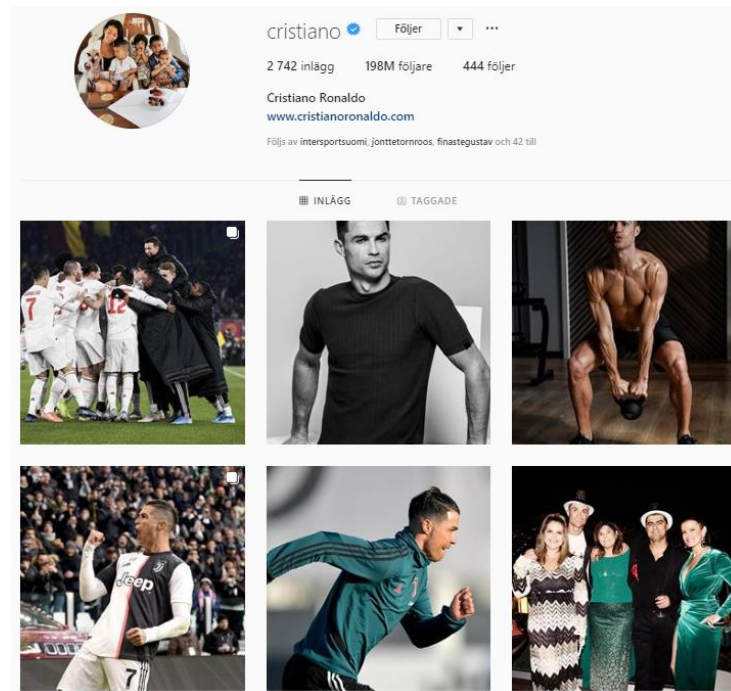 cristiano Följer
2 742 inlägg 198M följare 444 följer
Cristiano Ronaldo
www.cristianoronaldo.com
Följs av intersportsuomi, jonttetornroos, finastegustav och 42 till
INLÄGG TAGGADE
7
12
Jeep
7